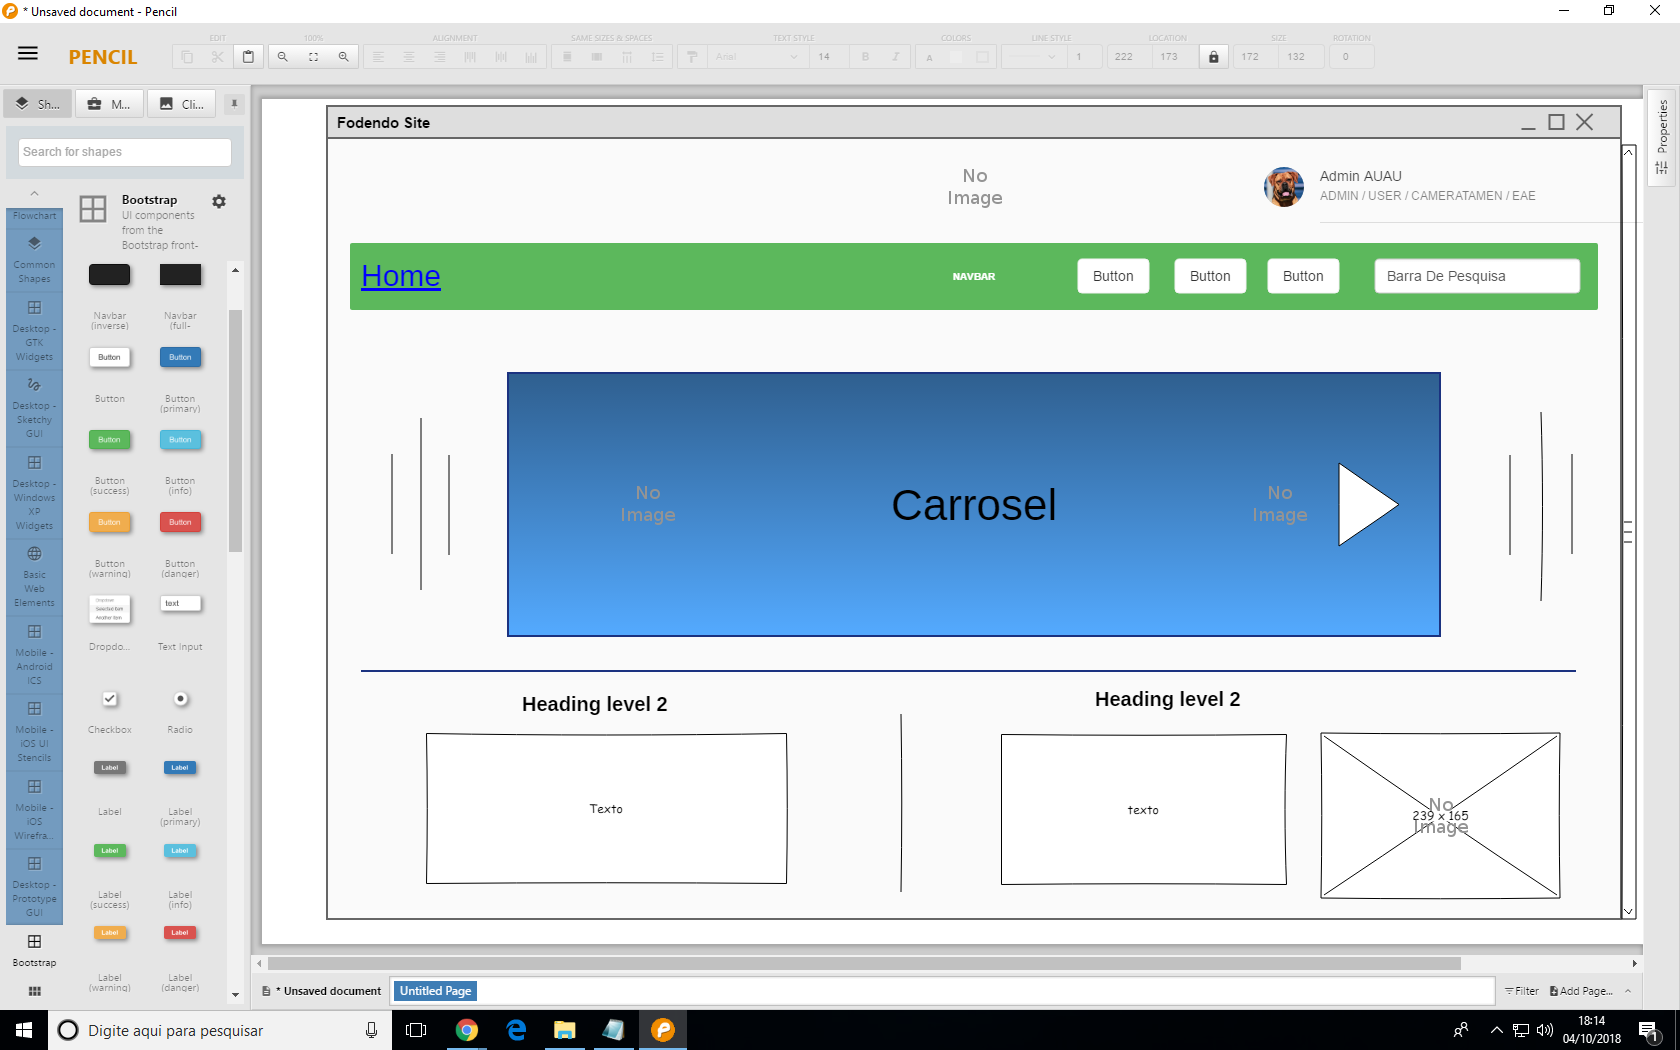 * Unsaved document - Pencil
PENCIL
EDIT
100%
ALIGNMENT
SAME SIZES & SPACES
TEXT STYLE
COLORS
LINE STYLE
LOCATION
SIZE
ROTATION
Arial
14
B
I
A
1
222
173
172
132
0
Sh...
M...
Cli...
Search for shapes
Flowchart
Common
Shapes
Desktop -
GTK
Widgets
Desktop -
Sketchy
GUI
Desktop -
Windows
XP
Widgets
Basic
Web
Elements
Mobile -
Android
ICS
Mobile -
iOS UI
Stencils
Mobile -
iOS
Wirefra...
Desktop -
Prototype
GUI
Bootstrap
Bootstrap
UI components
from the
Bootstrap front-
Navbar
(inverse)
Navbar
(full-
Button
Button
Button
Button
(primary)
Button
Button
Button
(success)
Button
(info)
Button
Button
Button
(warning)
Button
(danger)
Dropdown
Selected Item
Another Item
text
Dropdo...
Text Input
Checkbox
Radio
Label
Label
Label
Label
(primary)
Label
Label
Label
(success)
Label
(info)
Label
Label
Label
(warning)
Label
(danger)
Fodendo Site
No
Image
Admin AUAU
ADMIN / USER / CAMERATAMEN / EAE
Home
NAVBAR
Button
Button
Button
Barra De Pesquisa
No
Image
Carrosel
No
Image
Heading level 2
Heading level 2
Texto
texto
No
239 x 165
Image
Properties
* Unsaved document
Untitled Page
Filter
Add Page...
Digite aqui para pesquisar
18:14
04/10/2018
1